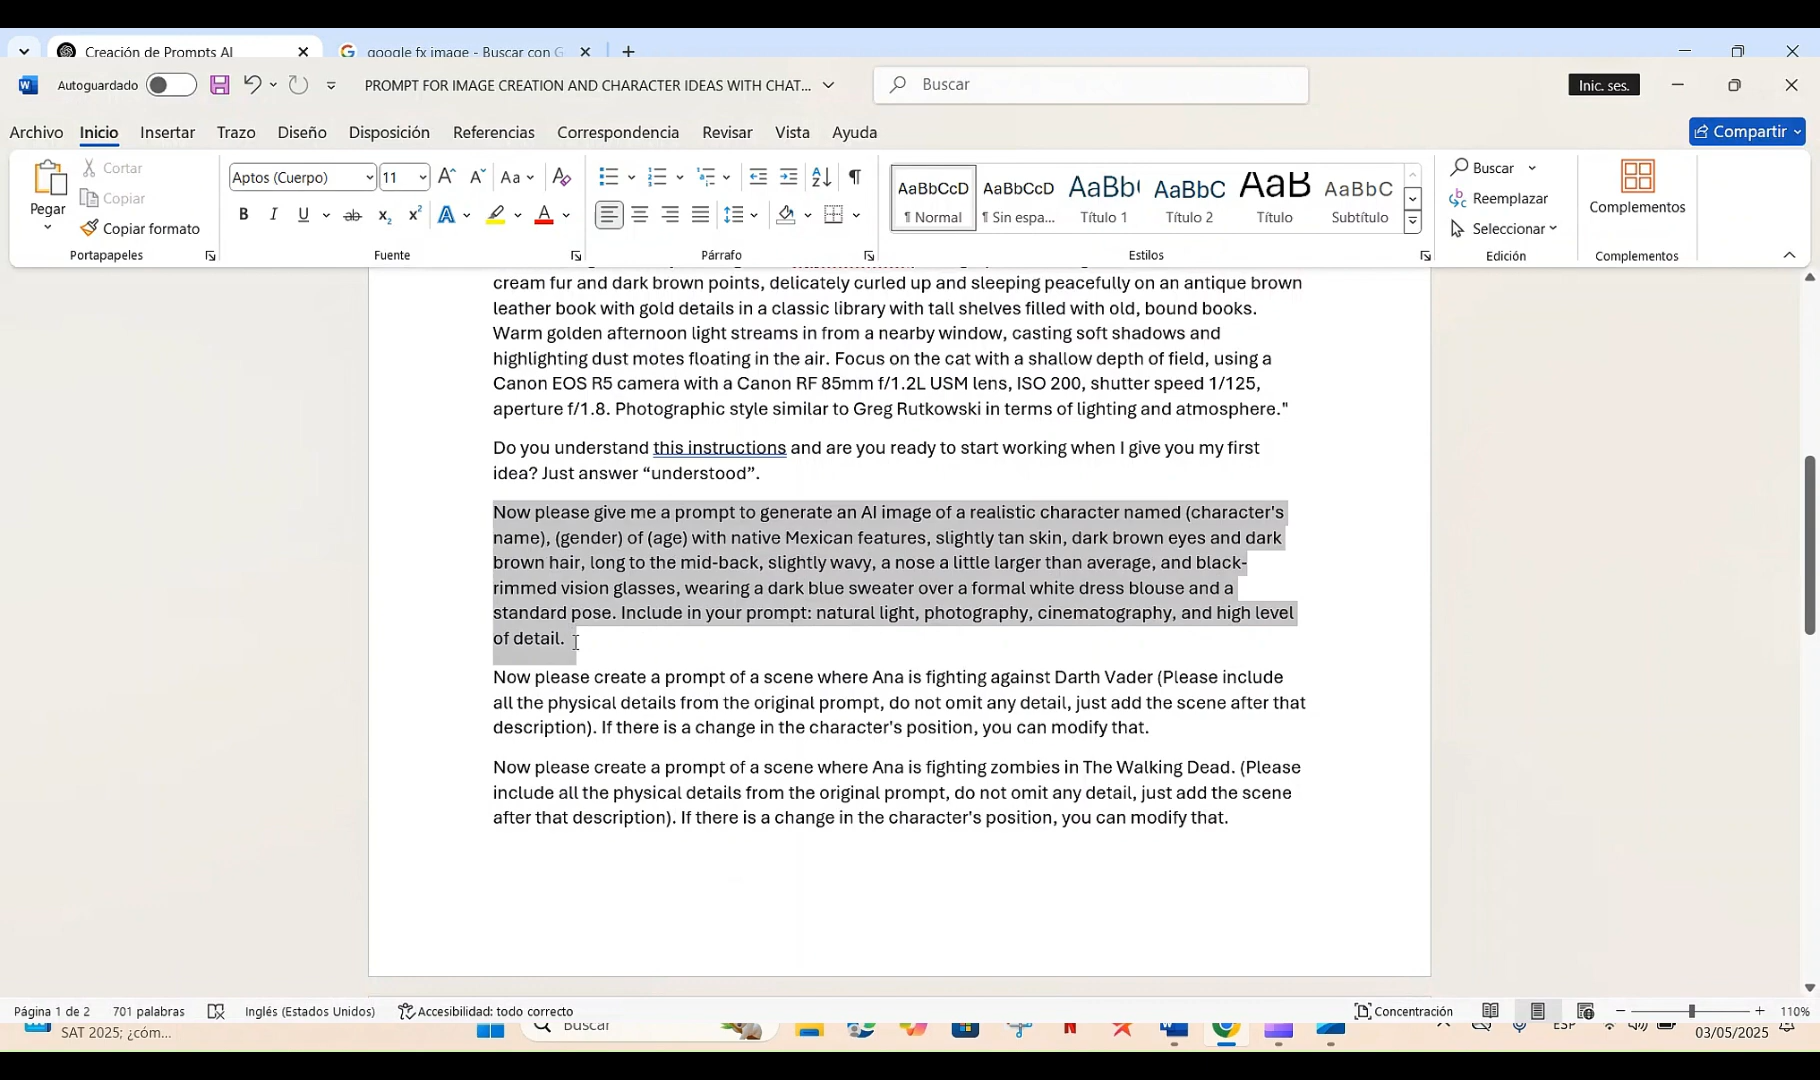 Creación de Prompts AI
google fx image - Buscar con G
Autoguardado
PROMPT FOR IMAGE CREATION AND CHARACTER IDEAS WITH CHAT...
Buscar
Inic. ses.
Archivo Inicio Insertar Trazo Diseño Disposición Referencias Correspondencia Revisar Vista Ayuda
Compartir
Pegar
Cortar
Copiar
Copiar formato
Portapapeles
Aptos (Cuerpo) 11
Fuente
Párrafo
AaBbCcD AaBbCcD AaBb( AaBbC AaB AaBbC
¶ Normal ¶ Sin espa... Título 1 Título 2 Título Subtítulo
Estilos
Buscar
Reemplazar
Seleccionar
Edición
Complementos
Complementos
cream fur and dark brown points, delicately curled up and sleeping peacefully on an antique brown
leather book with gold details in a classic library with tall shelves filled with old, bound books.
Warm golden afternoon light streams in from a nearby window, casting soft shadows and
highlighting dust motes floating in the air. Focus on the cat with a shallow depth of field, using a
Canon EOS R5 camera with a Canon RF 85mm f/1.2L USM lens, ISO 200, shutter speed 1/125,
aperture f/1.8. Photographic style similar to Greg Rutkowski in terms of lighting and atmosphere."
Do you understand this instructions and are you ready to start working when I give you my first
idea? Just answer “understood”.
Now please give me a prompt to generate an AI image of a realistic character named (character's
name), (gender) of (age) with native Mexican features, slightly tan skin, dark brown eyes and dark
brown hair, long to the mid-back, slightly wavy, a nose a little larger than average, and black-
rimmed vision glasses, wearing a dark blue sweater over a formal white dress blouse and a
standard pose. Include in your prompt: natural light, photography, cinematography, and high level
of detail.
Now please create a prompt of a scene where Ana is fighting against Darth Vader (Please include
all the physical details from the original prompt, do not omit any detail, just add the scene after that
description). If there is a change in the character's position, you can modify that.
Now please create a prompt of a scene where Ana is fighting zombies in The Walking Dead. (Please
include all the physical details from the original prompt, do not omit any detail, just add the scene
after that description). If there is a change in the character's position, you can modify that.
Página 1 de 2 701 palabras Inglés (Estados Unidos) Accesibilidad: todo correcto
Concentración
110%
SAT 2025; ¿cóm...
Buscar
ESP
03/05/2025